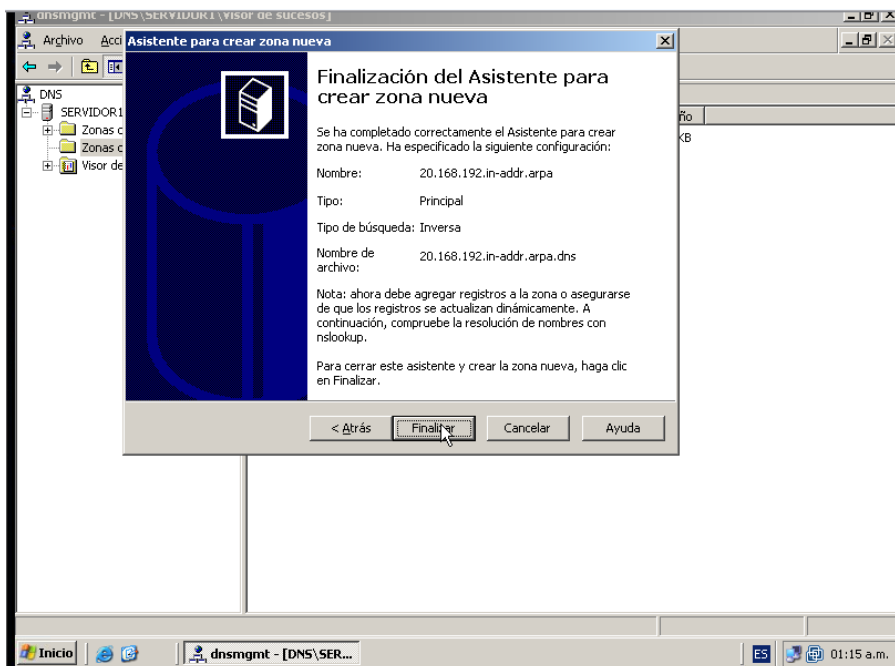 dnsmgmt - [DNS\SERVIDOR1\Visor de sucesos]
Archivo Acci
Asistente para crear zona nueva
DNS
SERVIDOR1
Zonas c
Zonas c
Visor de
ño
KB
Finalización del Asistente para
crear zona nueva
Se ha completado correctamente el Asistente para crear
zona nueva. Ha especificado la siguiente configuración:
Nombre: 20.168.192.in-addr.arpa
Tipo: Principal
Tipo de búsqueda: Inversa
Nombre de
archivo: 20.168.192.in-addr.arpa.dns
Nota: ahora debe agregar registros a la zona o asegurarse
de que los registros se actualizan dinámicamente. A
continuación, compruebe la resolución de nombres con
nslookup.
Para cerrar este asistente y crear la zona nueva, haga clic
en Finalizar.
< Atrás Finalizar Cancelar Ayuda
Inicio dnsmgmt - [DNS\SER... ES 01:15 a.m.